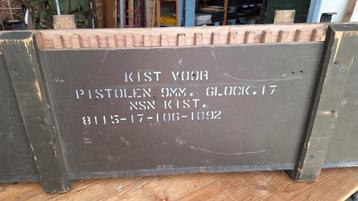 KIST VOOR
PISTOLEN 9MM. GLOCK.17
NSN KIST.
8115-17-106-1092